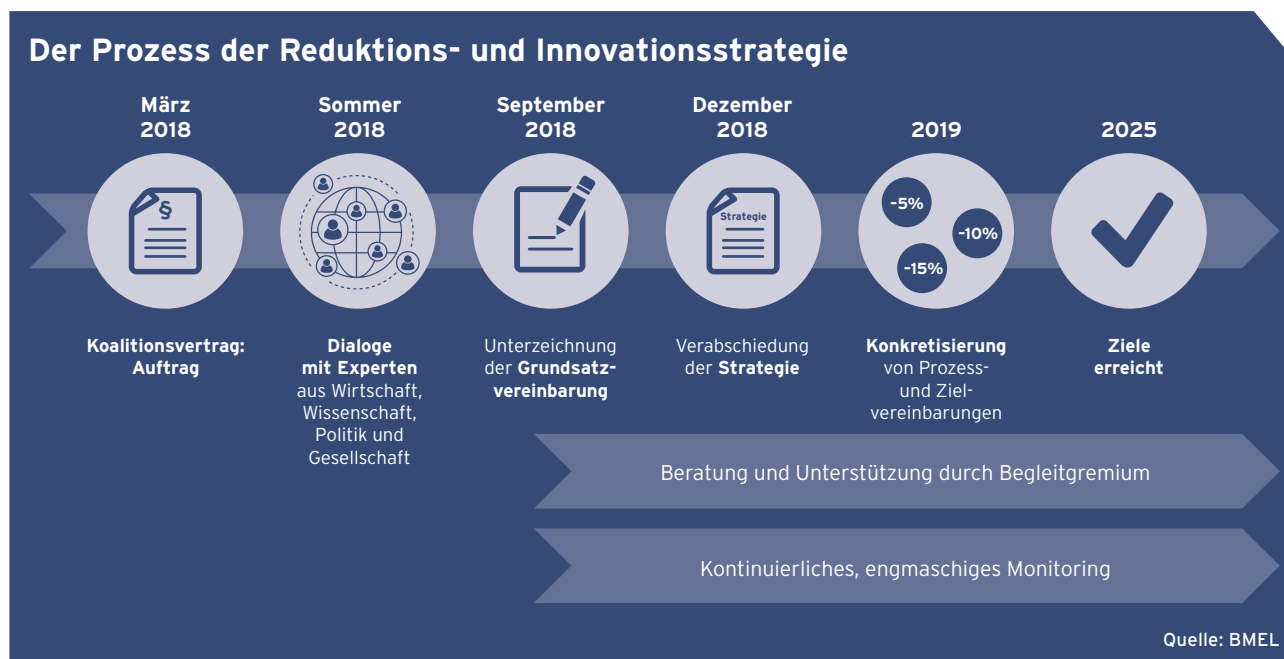 Der Prozess der Reduktions- und Innovationsstrategie
März
2018
Sommer
2018
September
2018
Dezember
2018
2019
2025
§
Strategie
-5%
-10%
-15%
Koalitionsvertrag:
Auftrag
Dialoge
mit Experten
aus Wirtschaft,
Wissenschaft,
Politik und
Gesellschaft
Unterzeichnung
der Grundsatz-
vereinbarung
Verabschiedung
der Strategie
Konkretisierung
von Prozess-
und Ziel-
vereinbarungen
Ziele
erreicht
Beratung und Unterstützung durch Begleitgremium
Kontinuierliches, engmaschiges Monitoring
Quelle: BMEL